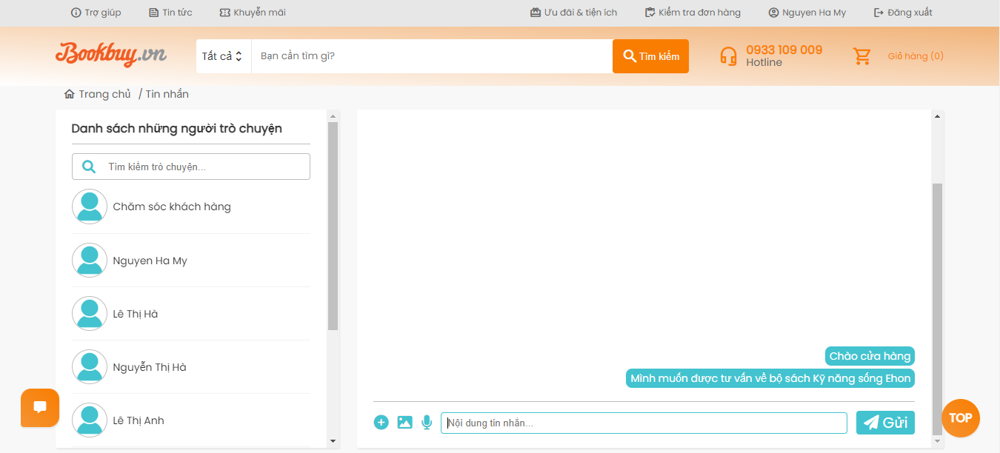 Trợ giúp Tin tức Khuyễn mãi Ưu đãi & tiện ích Kiểm tra đơn hàng Nguyen Ha My Đăng xuất
Bookbuy.vn Tất cả Bạn cần tìm gì? Tìm kiếm 0933 109 009 Giỏ hàng (0)
Hotline
Trang chủ / Tin nhắn
Danh sách những người trò chuyện
Tìm kiếm trò chuyện...
Chăm sóc khách hàng
Nguyen Ha My
Lê Thị Hà
Nguyễn Thị Hà
Lê Thị Anh
Chào cửa hàng
Mình muốn được tư vấn về bộ sách Kỹ năng sống Ehon
Nội dung tin nhắn... Gửi
TOP